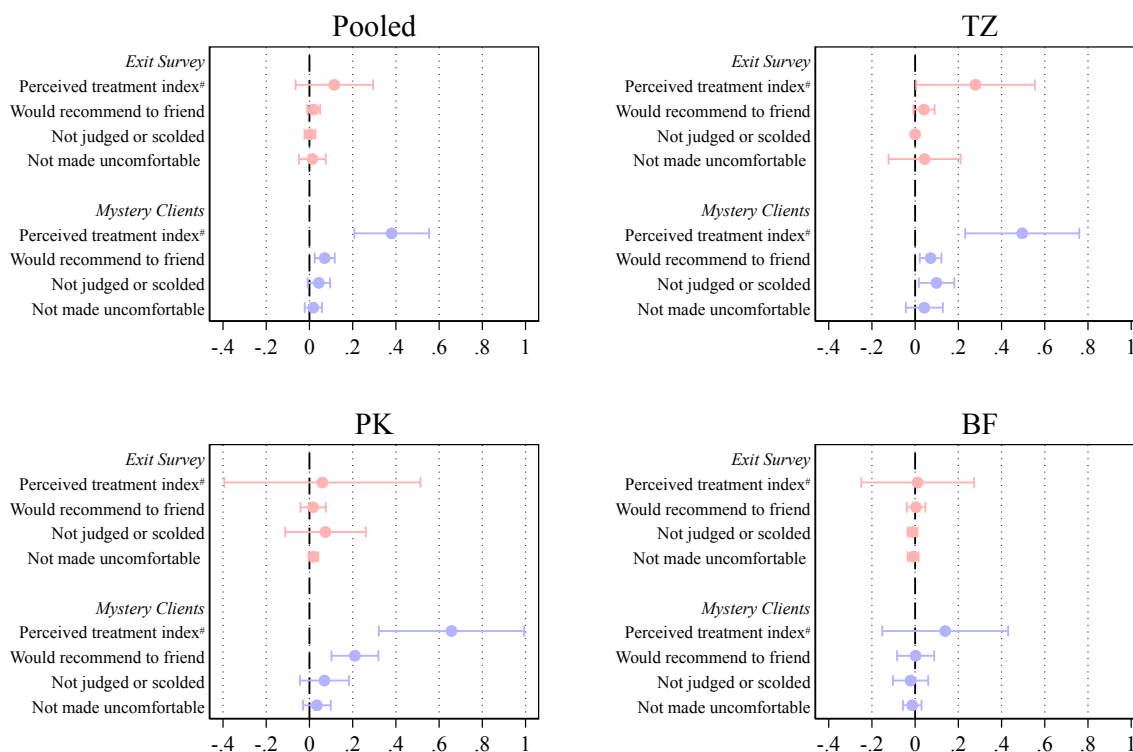 Pooled
Exit Survey
Perceived treatment index#
Would recommend to friend
Not judged or scolded
Not made uncomfortable
Mystery Clients
Perceived treatment index#
Would recommend to friend
Not judged or scolded
Not made uncomfortable
-.4 -.2 0 .2 .4 .6 .8 1
TZ
Exit Survey
Perceived treatment index#
Would recommend to friend
Not judged or scolded
Not made uncomfortable
Mystery Clients
Perceived treatment index#
Would recommend to friend
Not judged or scolded
Not made uncomfortable
-.4 -.2 0 .2 .4 .6 .8 1
PK
Exit Survey
Perceived treatment index#
Would recommend to friend
Not judged or scolded
Not made uncomfortable
Mystery Clients
Perceived treatment index#
Would recommend to friend
Not judged or scolded
Not made uncomfortable
-.4 -.2 0 .2 .4 .6 .8 1
BF
Exit Survey
Perceived treatment index#
Would recommend to friend
Not judged or scolded
Not made uncomfortable
Mystery Clients
Perceived treatment index#
Would recommend to friend
Not judged or scolded
Not made uncomfortable
-.4 -.2 0 .2 .4 .6 .8 1